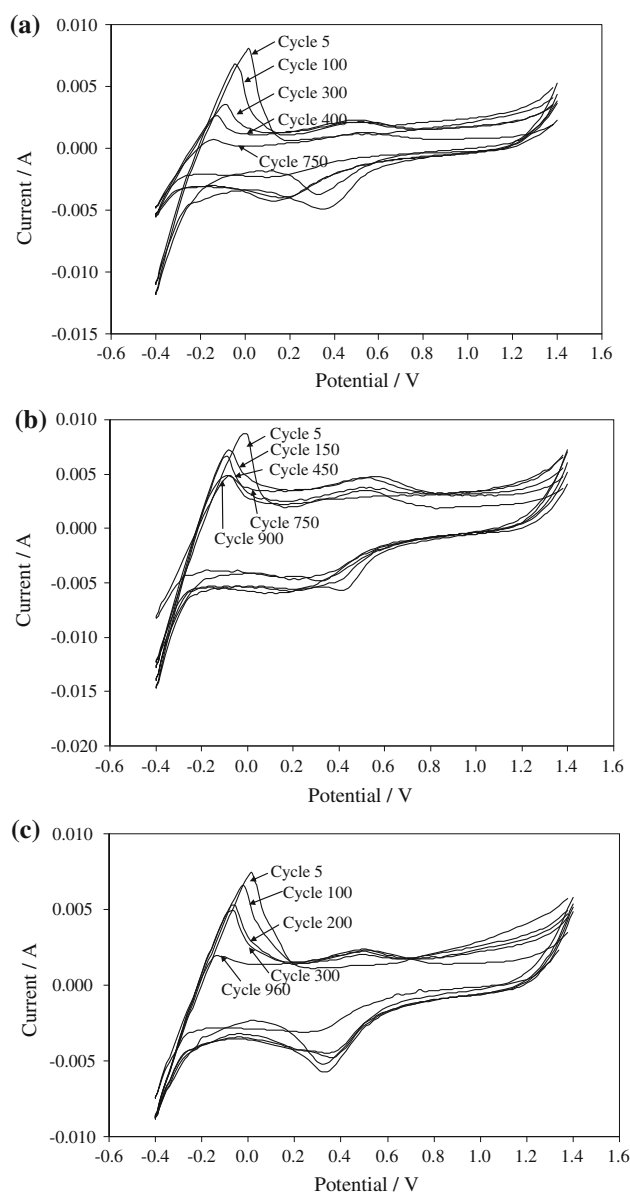 (a)
0.010
0.005
0.000
-0.005
-0.010
-0.015
Current / A
Cycle 5
Cycle 100
Cycle 300
Cycle 400
Cycle 750
-0.6 -0.4 -0.2 0.0 0.2 0.4 0.6 0.8 1.0 1.2 1.4 1.6
Potential / V
(b)
0.010
0.005
0.000
-0.005
-0.010
-0.015
-0.020
Current / A
Cycle 5
Cycle 150
Cycle 450
Cycle 750
Cycle 900
-0.6 -0.4 -0.2 0.0 0.2 0.4 0.6 0.8 1.0 1.2 1.4 1.6
Potential / V
(c)
0.010
0.005
0.000
-0.005
-0.010
Current / A
Cycle 5
Cycle 100
Cycle 200
Cycle 300
Cycle 960
-0.6 -0.4 -0.2 0.0 0.2 0.4 0.6 0.8 1.0 1.2 1.4 1.6
Potential / V